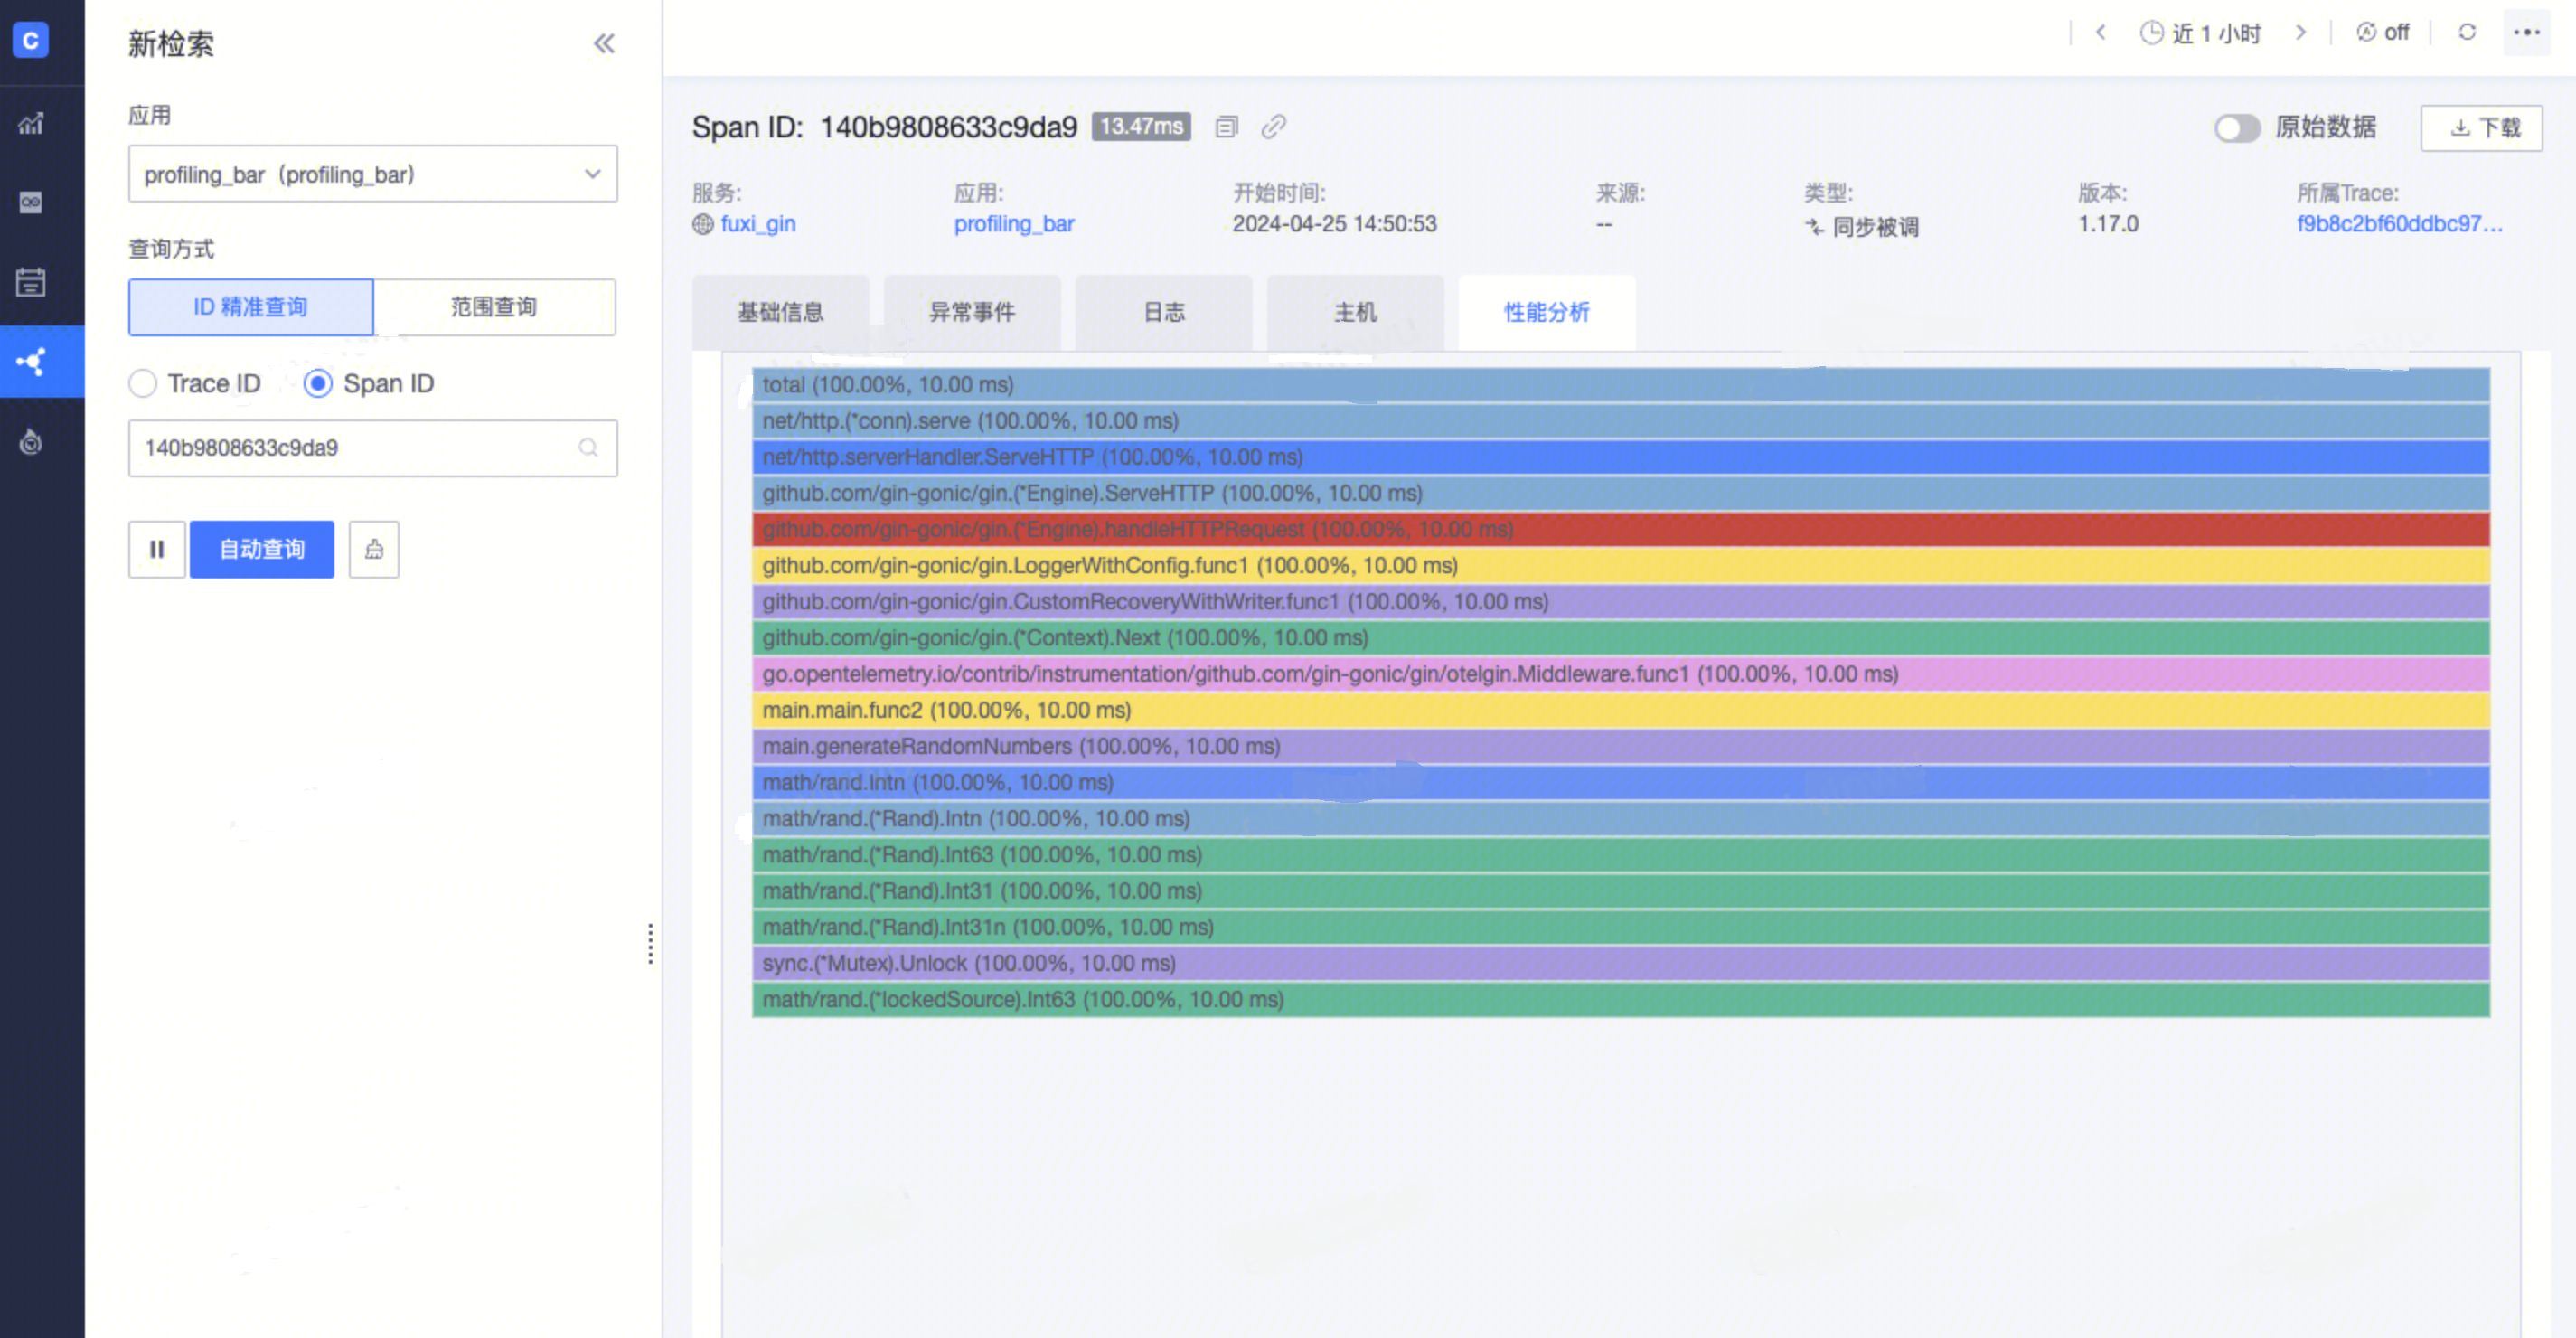 C
新检索
应用
profiling_bar（profiling_bar)
查询方式
ID 精准查询
范围查询
Trace ID
Span ID
140b9808633c9da9
自动查询
近 1 小时
off
Span ID: 140b9808633c9da9
13.47ms
原始数据
下载
服务:
fuxi_gin
应用:
profiling_bar
开始时间:
2024-04-25 14:50:53
来源:
--
类型:
同步被调
版本:
1.17.0
所属Trace:
f9b8c2bf60ddbc97...
基础信息
异常事件
日志
主机
性能分析
total (100.00%, 10.00 ms)
net/http.(*conn).serve (100.00%, 10.00 ms)
net/http.serverHandler.ServeHTTP (100.00%, 10.00 ms)
github.com/gin-gonic/gin.(*Engine).ServeHTTP (100.00%, 10.00 ms)
github.com/gin-gonic/gin.(*Engine).handleHTTPRequest (100.00%, 10.00 ms)
github.com/gin-gonic/gin.LoggerWithConfig.func1 (100.00%, 10.00 ms)
github.com/gin-gonic/gin.CustomRecoveryWithWriter.func1 (100.00%, 10.00 ms)
github.com/gin-gonic/gin.(*Context).Next (100.00%, 10.00 ms)
go.opentelemetry.io/contrib/instrumentation/github.com/gin-gonic/gin/otelgin.Middleware.func1 (100.00%, 10.00 ms)
main.main.func2 (100.00%, 10.00 ms)
main.generateRandomNumbers (100.00%, 10.00 ms)
math/rand.Intn (100.00%, 10.00 ms)
math/rand.(*Rand).Intn (100.00%, 10.00 ms)
math/rand.(*Rand).Int63 (100.00%, 10.00 ms)
math/rand.(*Rand).Int31 (100.00%, 10.00 ms)
math/rand.(*Rand).Int31n (100.00%, 10.00 ms)
sync.(*Mutex).Unlock (100.00%, 10.00 ms)
math/rand.(*lockedSource).Int63 (100.00%, 10.00 ms)